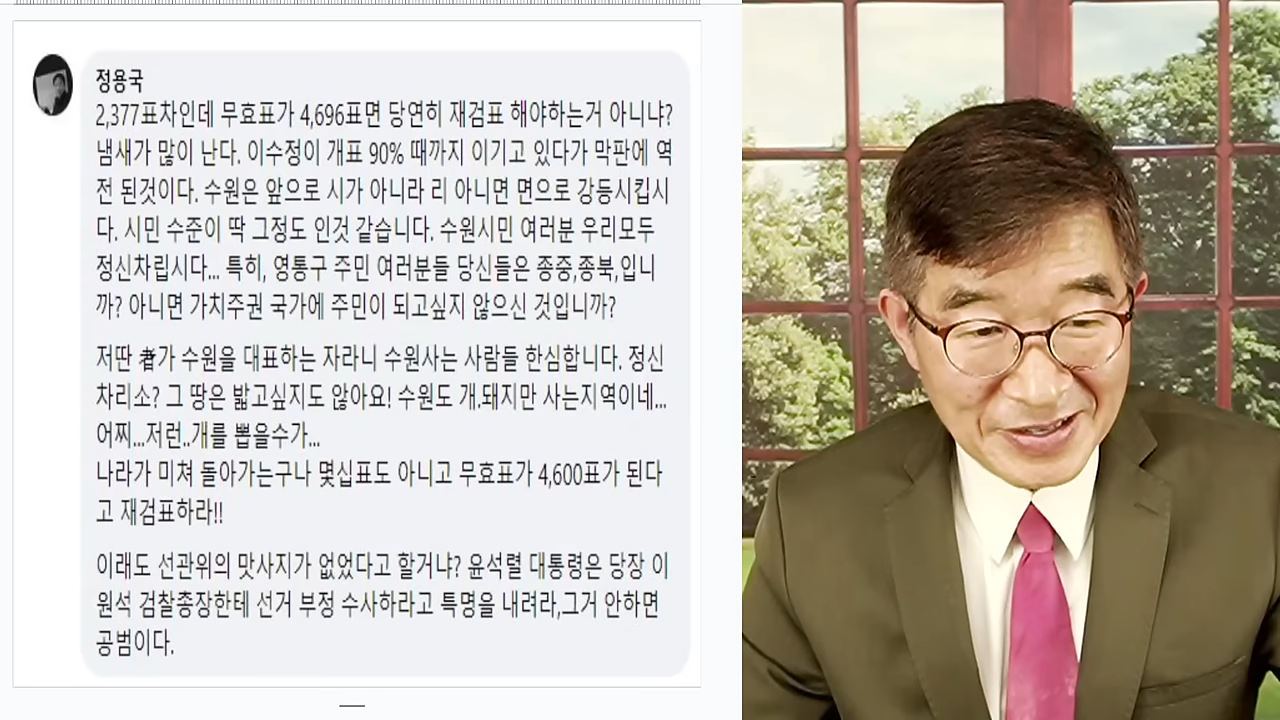 정용국
2,377표차인데 무효표가 4,696표면 당연히 재검표 해야하는거 아니냐?
냄새가 많이 난다. 이수정이 개표 90% 때까지 이기고 있다가 막판에 역
전 된것이다. 수원은 앞으로 시가 아니라 리 아니면 면으로 강등시킵시
다. 시민 수준이 딱 그정도 인것 같습니다. 수원시민 여러분 우리모두
정신차립시다... 특히, 영통구 주민 여러분들 당신들은 종중,종북,입니
까? 아니면 가치주권 국가에 주민이 되고싶지 않으신 것입니까?
저딴 者가 수원을 대표하는 자라니 수원사는 사람들 한심합니다. 정신
차리소? 그 땅은 밟고싶지도 않아요! 수원도 개,돼지만 사는지역이네...
어찌...저런..개를 뽑을수가...
나라가 미쳐 돌아가는구나 몇십표도 아니고 무효표가 4,600표가 된다
고 재검표하라!!
이래도 선관위의 맛사지가 없었다고 할거냐? 윤석렬 대통령은 당장 이
원석 검찰총장한테 선거 부정 수사하라고 특명을 내려라,그거 안하면
공범이다.